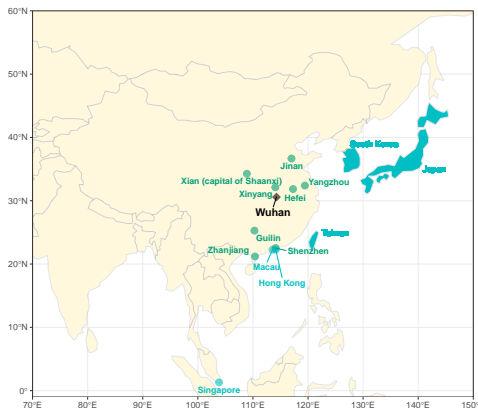 60°N
50°N
40°N
30°N
20°N
10°N
0°
South Korea
Japan
Jinan
Xian (capital of Shaanxi)
Yangzhou
Xinyang
Hefei
Wuhan
Taiwan
Guilin
Zhanjiang
Shenzhen
Macau
Hong Kong
Singapore
70°E
80°E
90°E
100°E
110°E
120°E
130°E
140°E
150°E